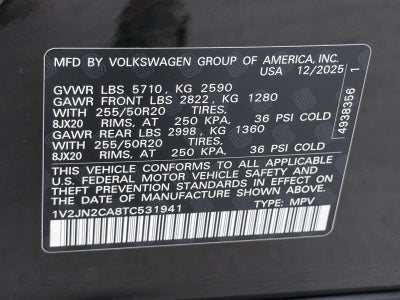 MFD BY VOLKSWAGEN GROUP OF AMERICA, INC.
USA 12/2025
GVWR LBS 5710, KG 2590
GAWR FRONT LBS 2822, KG 1280
WITH 255/50R20 TIRES,
8JX20 RIMS, AT 250 KPA, 36 PSI COLD
GAWR REAR LBS 2998, KG 1360
WITH 255/50R20 TIRES,
8JX20 RIMS, AT 250 KPA, 36 PSI COLD
THIS VEHICLE CONFORMS TO ALL APPLICABLE
U.S. FEDERAL MOTOR VEHICLE SAFETY AND
THEFT PREVENTION STANDARDS IN EFFECT ON
THE DATE OF MANUFACTURE SHOWN ABOVE.
1V2JN2CA8TC531941 TYPE: MPV
4938356 1